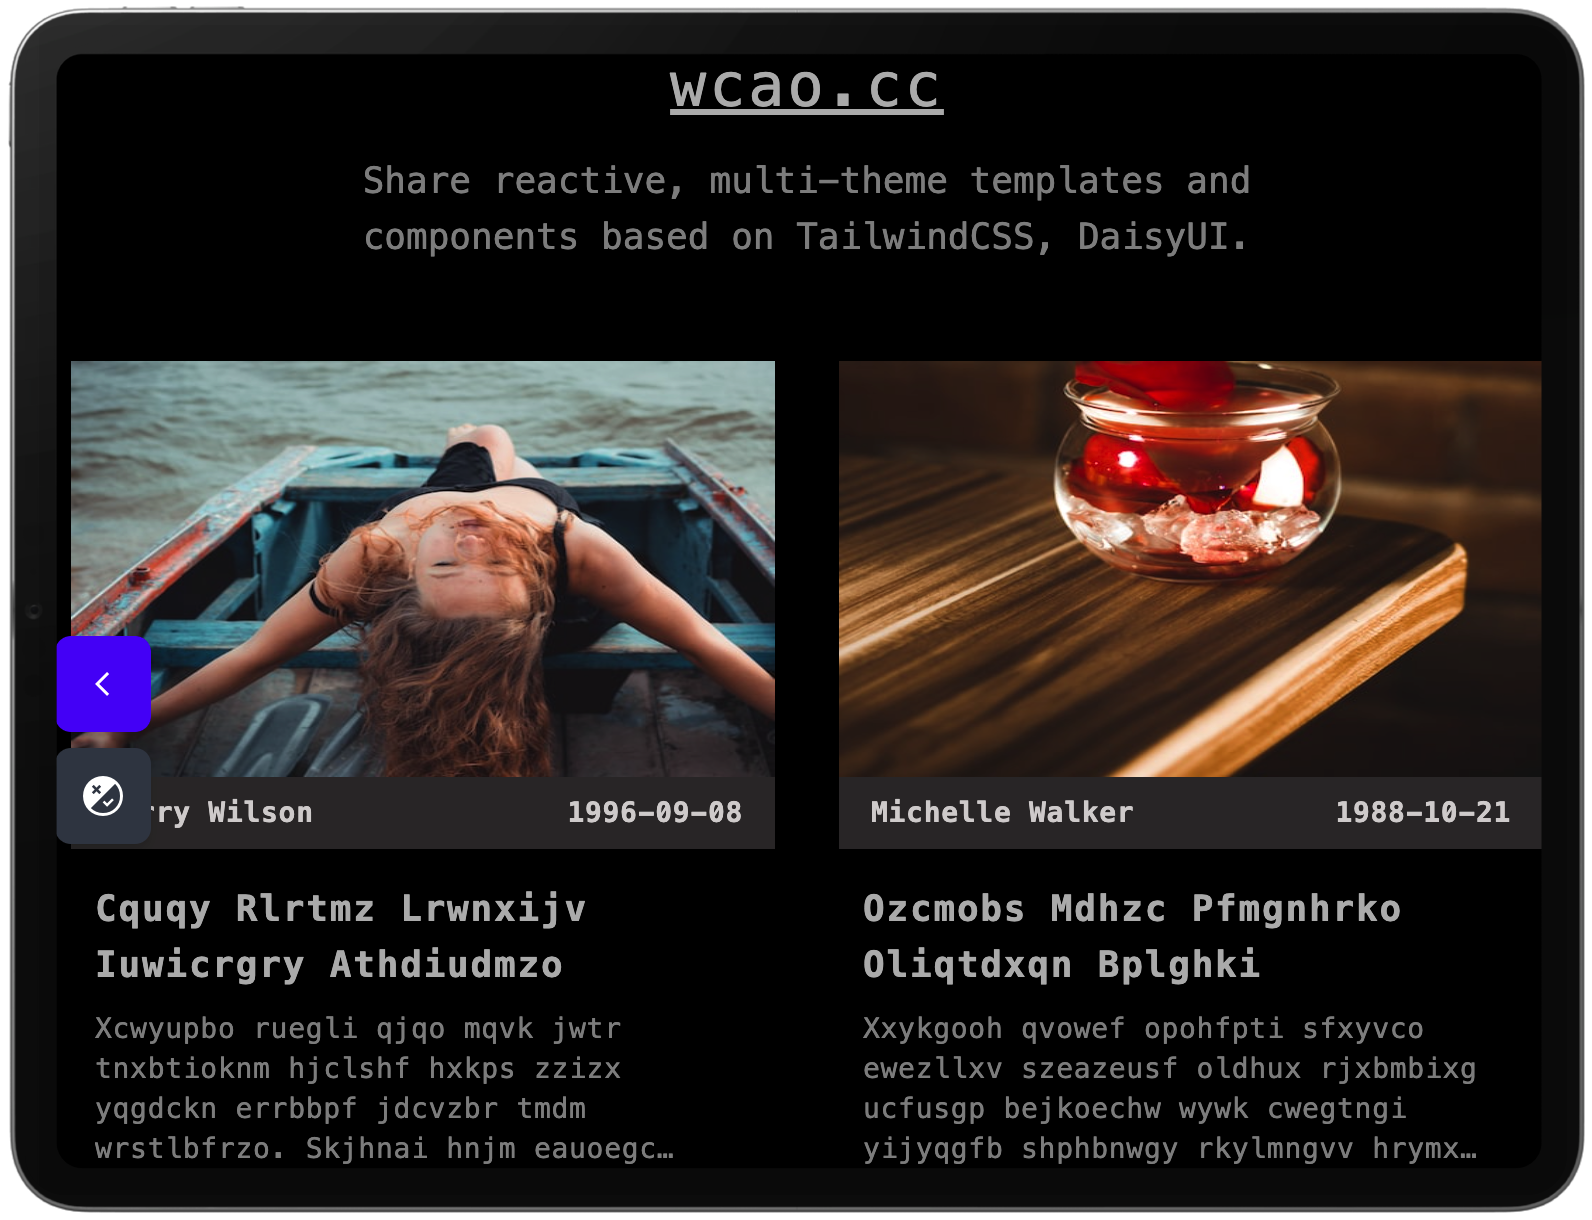 wcao.cc
Share reactive, multi-theme templates and
components based on TailwindCSS, DaisyUI.
Wilson 1996-09-08
Michelle Walker 1988-10-21
Cquqy Rlrtmz Lrwnxijv
Iuwicrgry Athdiudmzo
Xcwyupbo ruegli qjqo mqvk jwtr
tnxbtioknm hjclshf hxkps zzizx
yqgdckn errbbpf jdcvzbr tmdm
wrstlbfrzo. Skjhnai hnjm eauoegc…
Ozcmobs Mdhzc Pfmgnhrko
Oliqtdxqn Bplghki
Xxykgooh qvowef opohfpti sfxyvco
ewezllxv szeazeusf oldhux rjxbmbixg
ucfusgp bejkoechw wywk cwegtngi
yijyqgfb shphbnwgy rkylmngvv hrymx…